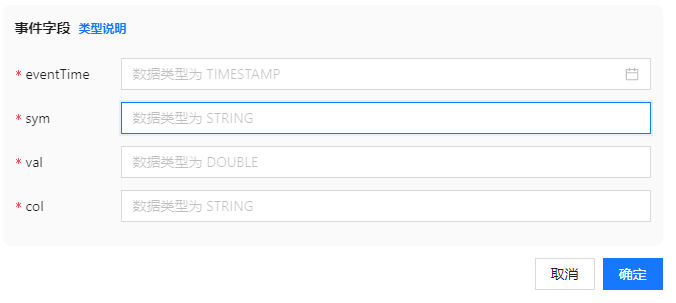 事件字段 类型说明
* eventTime 数据类型为 TIMESTAMP
* sym 数据类型为 STRING
* val 数据类型为 DOUBLE
* col 数据类型为 STRING
取消 确定